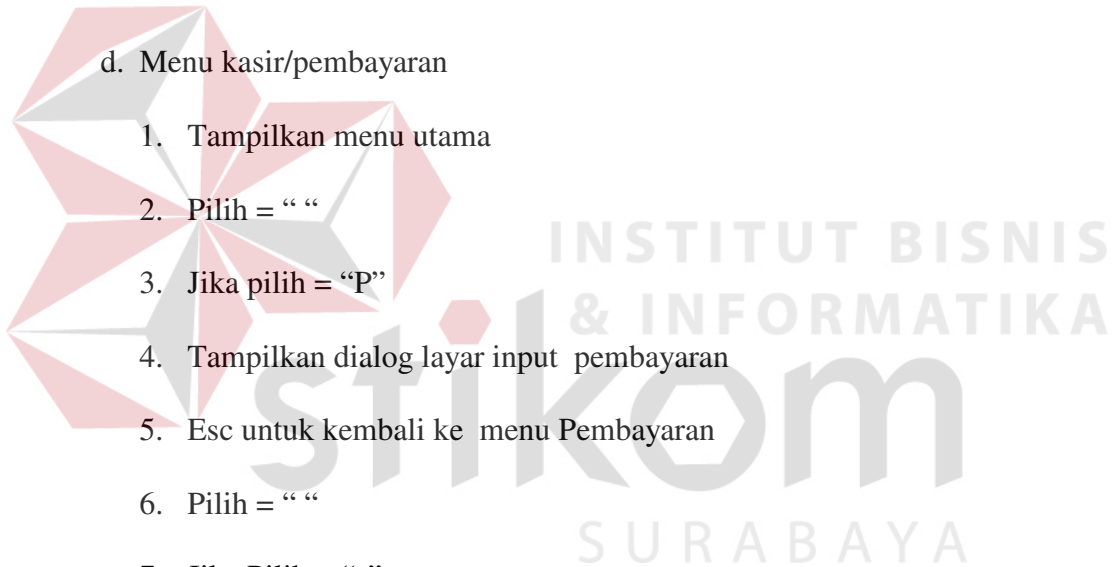 d. Menu kasir/pembayaran
1. Tampilkan menu utama
2. Pilih = “ “
3. Jika pilih = “P”
4. Tampilkan dialog layar input pembayaran
5. Esc untuk kembali ke menu Pembayaran
6. Pilih = “ “
INSTITUT BISNIS
& INFORMATIKA
stikom
SURABAYA